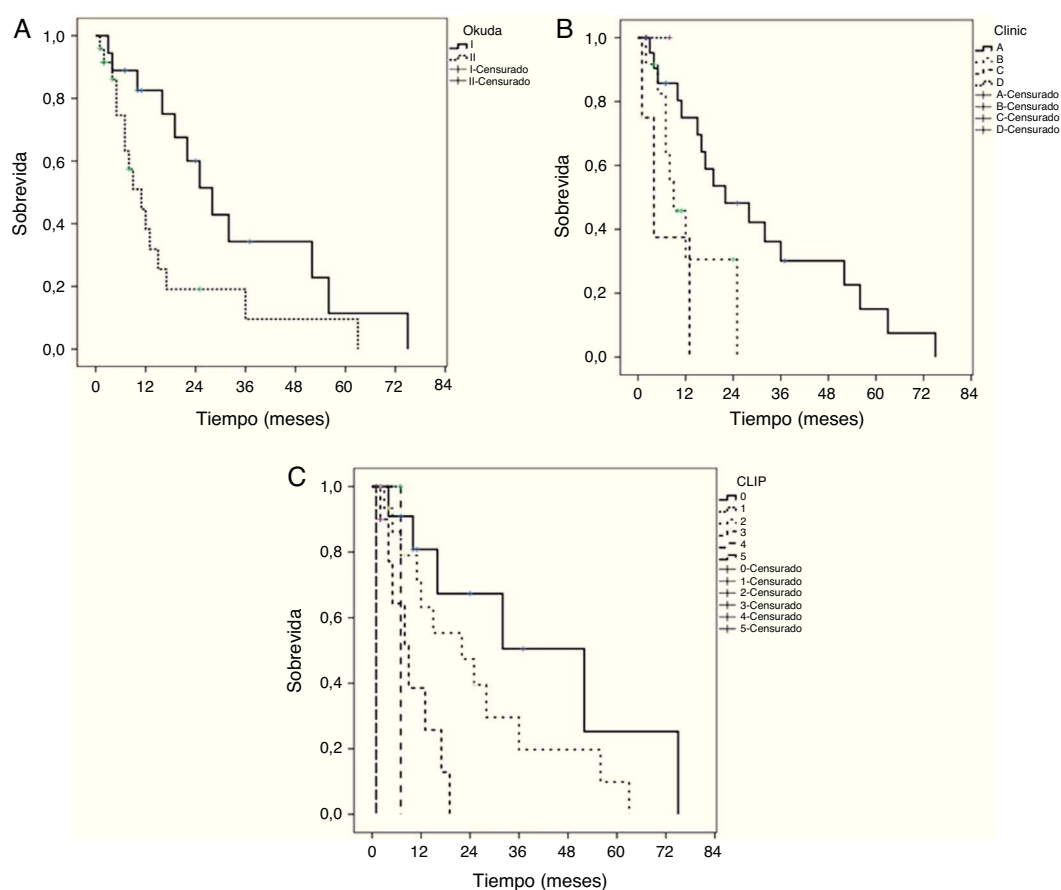 A
Okuda
I
II
I-Censurado
II-Censurado
1,0
0,8
0,6
0,4
0,2
0,0
Sobrevida
0 12 24 36 48 60 72 84
Tiempo (meses)
B
Clinic
A
B
C
D
A-Censurado
B-Censurado
C-Censurado
D-Censurado
1,0
0,8
0,6
0,4
0,2
0,0
Sobrevida
0 12 24 36 48 60 72 84
Tiempo (meses)
C
CLIP
0
1
2
3
4
5
0-Censurado
1-Censurado
2-Censurado
3-Censurado
4-Censurado
5-Censurado
1,0
0,8
0,6
0,4
0,2
0,0
Sobrevida
0 12 24 36 48 60 72 84
Tiempo (meses)